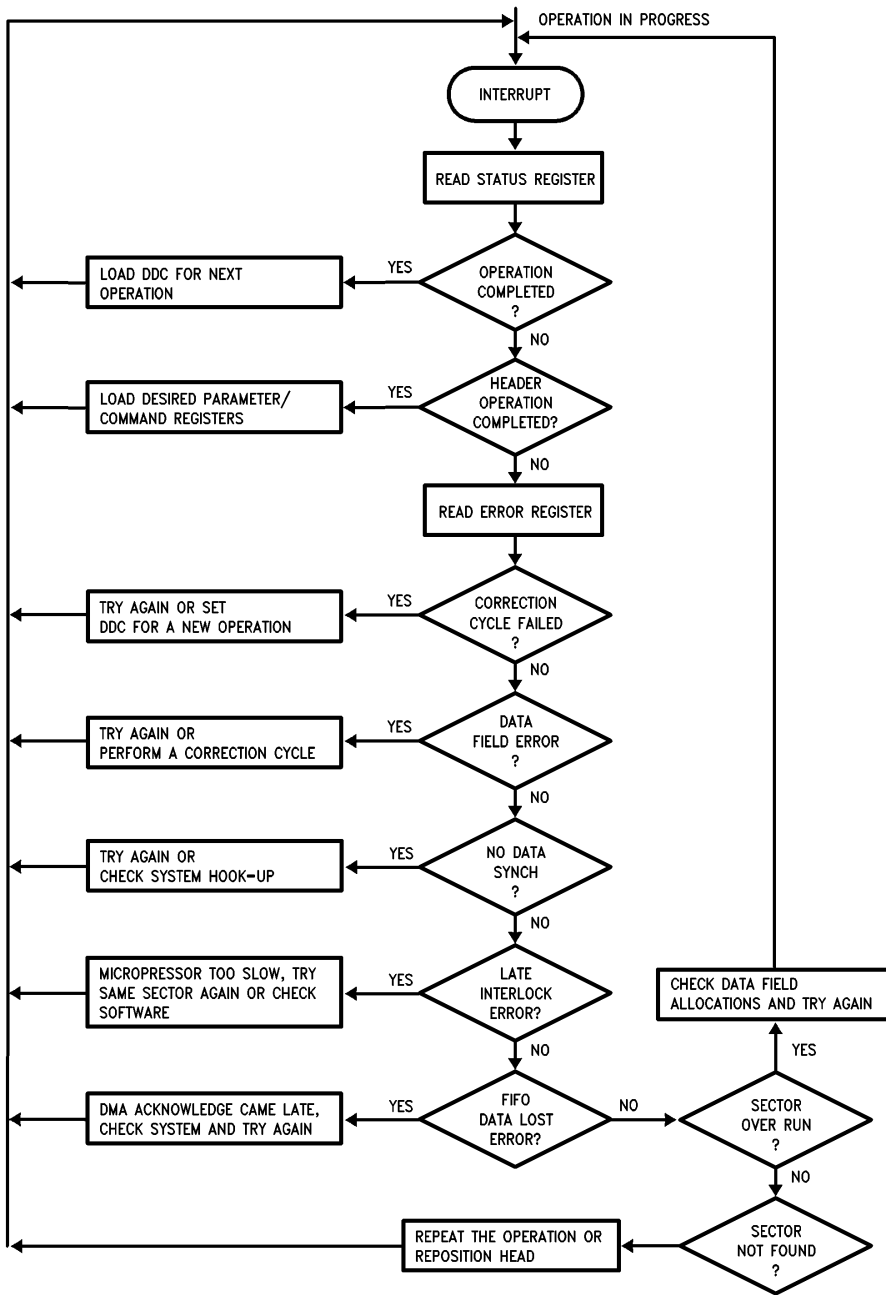 OPERATION IN PROGRESS
INTERRUPT
READ STATUS REGISTER
OPERATION
COMPLETED
?
YES
LOAD DDC FOR NEXT
OPERATION
NO
HEADER
OPERATION
COMPLETED?
YES
LOAD DESIRED PARAMETER/
COMMAND REGISTERS
NO
READ ERROR REGISTER
CORRECTION
CYCLE FAILED
?
YES
TRY AGAIN OR SET
DDC FOR A NEW OPERATION
NO
DATA
FIELD ERROR
?
YES
TRY AGAIN OR
PERFORM A CORRECTION CYCLE
NO
NO DATA
SYNCH
?
YES
TRY AGAIN OR
CHECK SYSTEM HOOK-UP
NO
LATE
INTERLOCK
ERROR?
YES
MICROPRESSOR TOO SLOW, TRY
SAME SECTOR AGAIN OR CHECK
SOFTWARE
NO
FIFO
DATA LOST
ERROR?
YES
DMA ACKNOWLEDGE CAME LATE,
CHECK SYSTEM AND TRY AGAIN
NO
SECTOR
OVER RUN
?
YES
CHECK DATA FIELD
ALLOCATIONS AND TRY AGAIN
NO
SECTOR
NOT FOUND
?
REPEAT THE OPERATION OR
REPOSITION HEAD